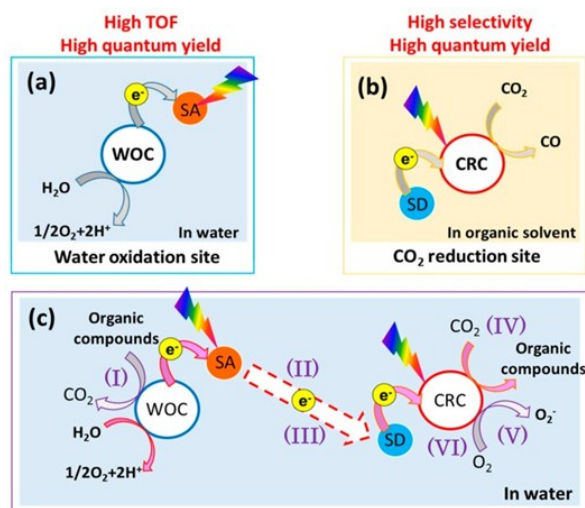 High TOF
High quantum yield
High selectivity
High quantum yield
(a)
e⁻
SA
WOC
H₂O
1/2O₂+2H⁺
In water
Water oxidation site
(b)
CO₂
CO
e⁻
CRC
SD
In organic solvent
CO₂ reduction site
(c)
Organic
compounds
e⁻
SA
(I)
CO₂
WOC
H₂O
1/2O₂+2H⁺
(II)
e⁻
(III)
CO₂
(IV)
Organic
compounds
e⁻
CRC
SD
(VI)
O₂
(V)
O₂⁻
In water